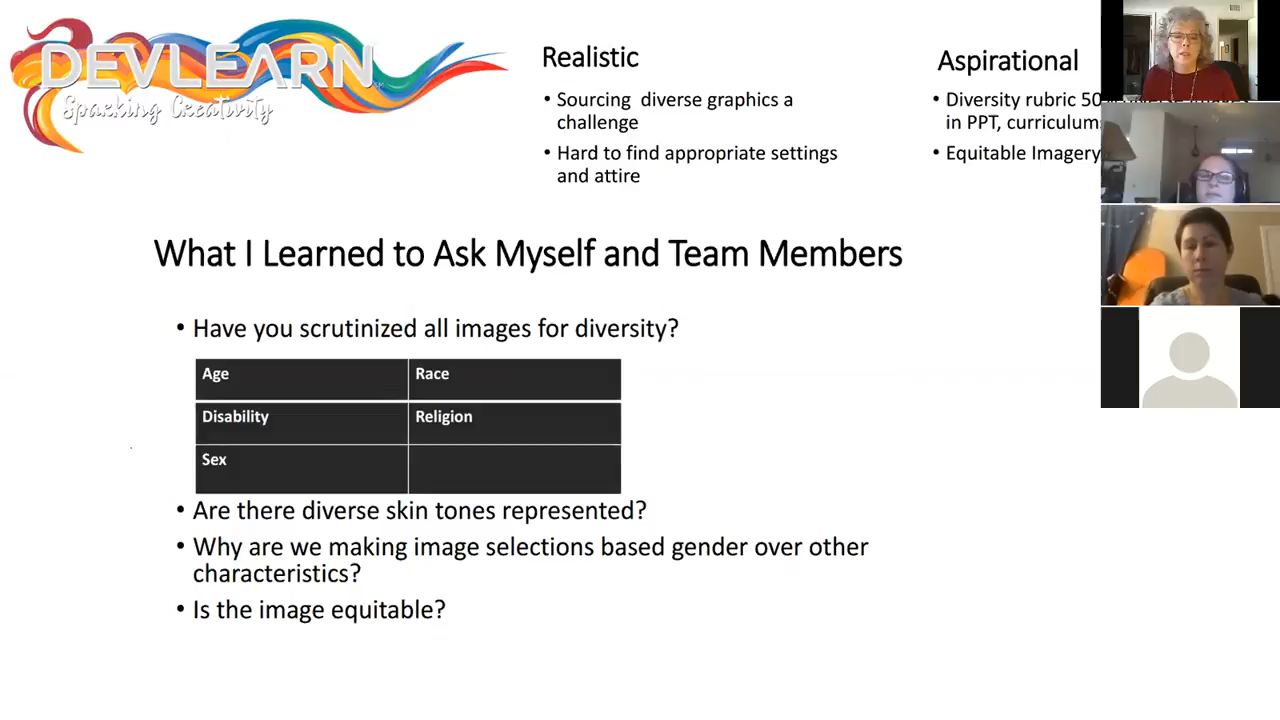 DEVLEARN
Sparking Creativity
Realistic
• Sourcing diverse graphics a
challenge
• Hard to find appropriate settings
and attire
Aspirational
• Diversity rubric 50
in PPT, curriculum
• Equitable Imagery
What I Learned to Ask Myself and Team Members
• Have you scrutinized all images for diversity?
Age Race
Disability Religion
Sex
• Are there diverse skin tones represented?
• Why are we making image selections based gender over other
characteristics?
• Is the image equitable?